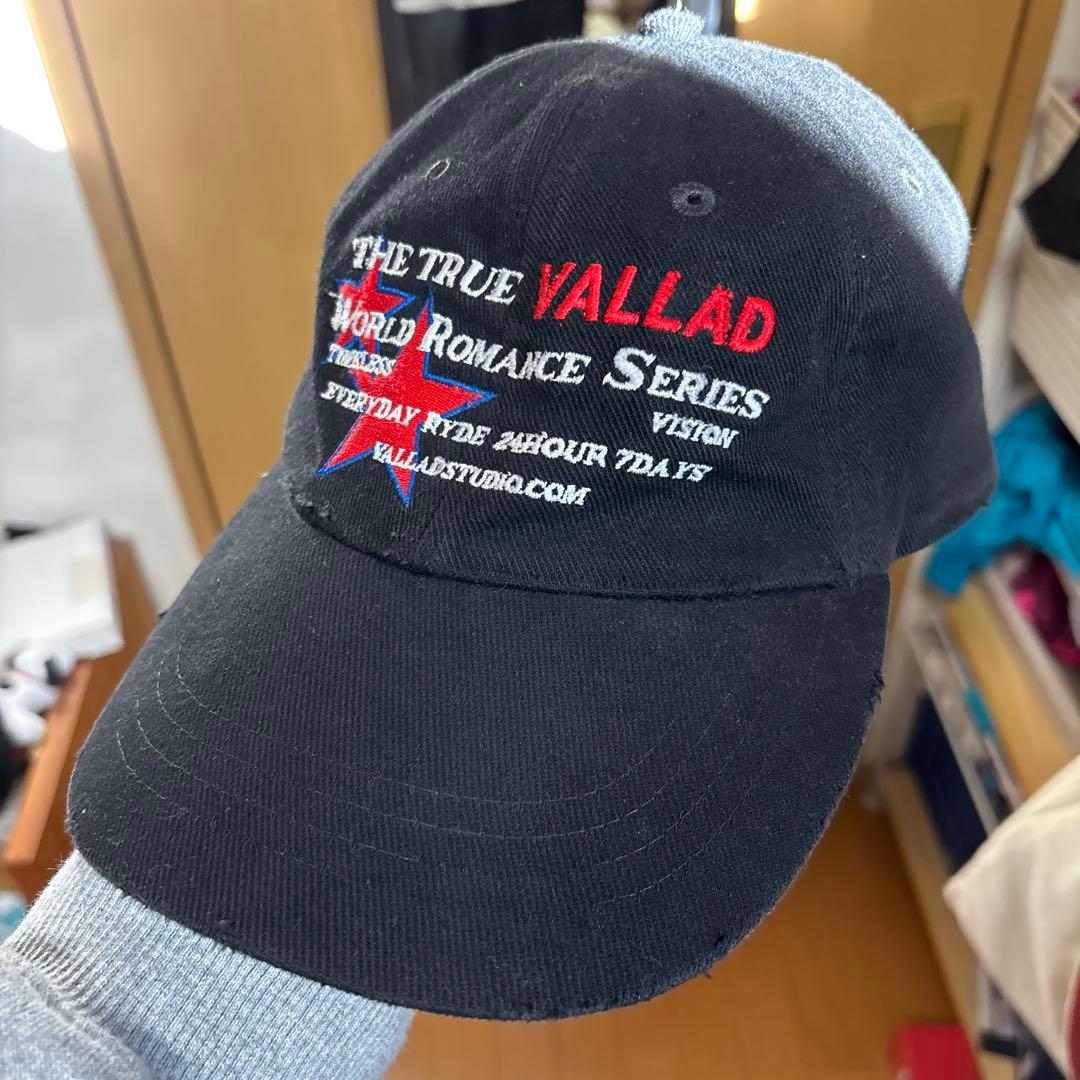 THE TRUE VALLAD
WORLD ROMANCE SERIES
TIMELESS
VISION
EVERYDAY RYDE 24HOUR 7DAYS
VALLADSTUDIO.COM